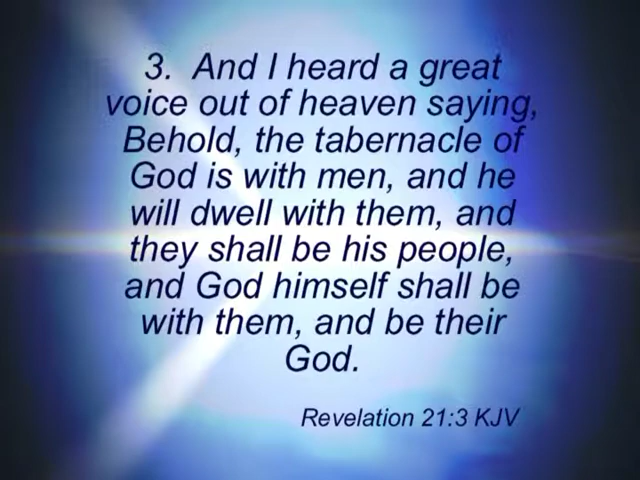 3. And I heard a great
voice out of heaven saying,
Behold, the tabernacle of
God is with men, and he
will dwell with them, and
they shall be his people,
and God himself shall be
with them, and be their
God.
Revelation 21:3 KJV